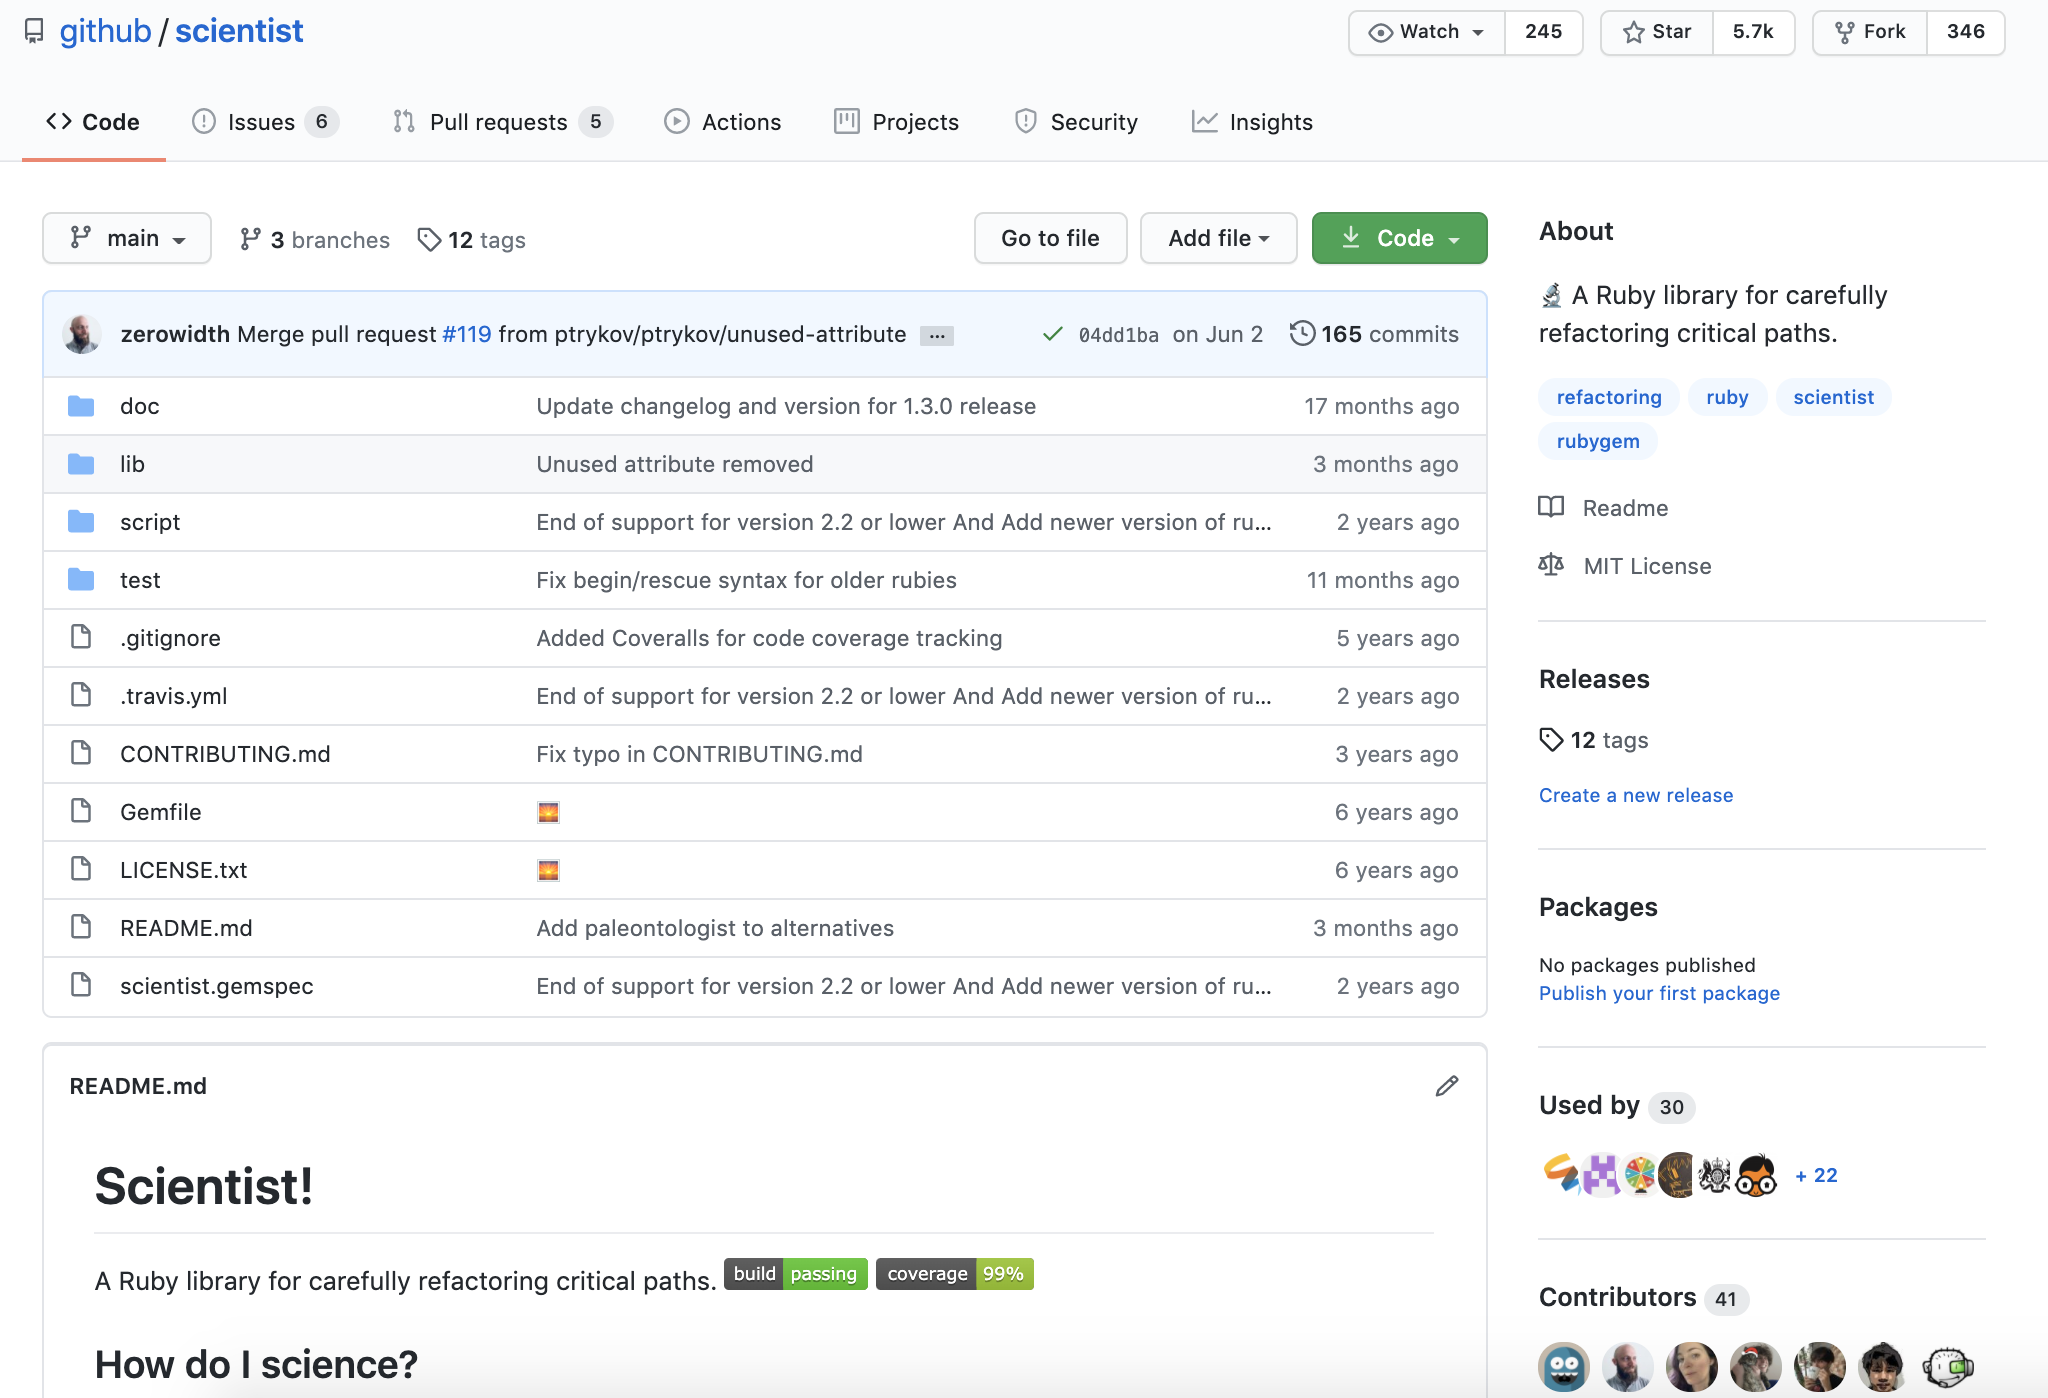 github / scientist
Watch 245 Star 5.7k Fork 346
Code Issues 6 Pull requests 5 Actions Projects Security Insights
main 3 branches 12 tags Go to file Add file Code
zerowidth Merge pull request #119 from ptrykov/ptrykov/unused-attribute ... 04dd1ba on Jun 2 165 commits
doc Update changelog and version for 1.3.0 release 17 months ago
lib Unused attribute removed 3 months ago
script End of support for version 2.2 or lower And Add newer version of ru... 2 years ago
test Fix begin/rescue syntax for older rubies 11 months ago
.gitignore Added Coveralls for code coverage tracking 5 years ago
.travis.yml End of support for version 2.2 or lower And Add newer version of ru... 2 years ago
CONTRIBUTING.md Fix typo in CONTRIBUTING.md 3 years ago
Gemfile 🌅 6 years ago
LICENSE.txt 🌅 6 years ago
README.md Add paleontologist to alternatives 3 months ago
scientist.gemspec End of support for version 2.2 or lower And Add newer version of ru... 2 years ago
README.md
Scientist!
A Ruby library for carefully refactoring critical paths. build passing coverage 99%
How do I science?
About
🔬 A Ruby library for carefully
refactoring critical paths.
refactoring ruby scientist
rubygem
Readme
MIT License
Releases
12 tags
Create a new release
Packages
No packages published
Publish your first package
Used by 30
+ 22
Contributors 41